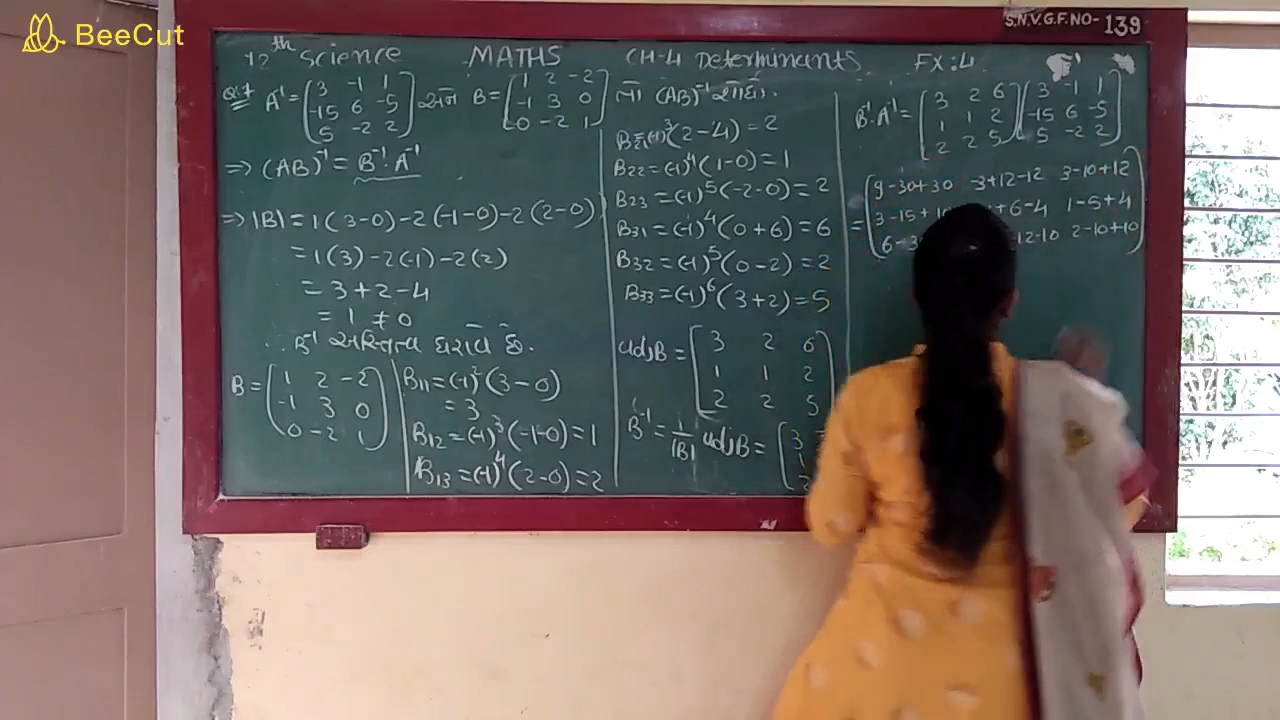 BeeCut
S.N.V.G.F.NO- 139
12th Science MATHS CH-4 Determinants EX:4
Q:7 A⁻¹ = [3 -1 1
-15 6 -5
5 -2 2] અને B = [1 2 -2
-1 3 0
0 -2 1] તો (AB)⁻¹ શોધો.
⇒ (AB)⁻¹ = B⁻¹·A⁻¹
⇒ |B| = 1(3-0)-2(-1-0)-2(2-0)
= 1(3)-2(-1)-2(2)
= 3+2-4
= 1 ≠ 0
∴ B⁻¹ અસ્તિત્વ ધરાવે છે.
B = [1 2 -2
-1 3 0
0 -2 1]
B11 = (-1)²(3-0)
= 3
B12 = (-1)³(-1-0) = 1
B13 = (-1)⁴(2-0) = 2
B21 = (-1)³(2-4) = 2
B22 = (-1)⁴(1-0) = 1
B23 = (-1)⁵(-2-0) = 2
B31 = (-1)⁴(0+6) = 6
B32 = (-1)⁵(0-2) = 2
B33 = (-1)⁶(3+2) = 5
adjB = [3 2 6
1 1 2
2 2 5]
B⁻¹ = 1/|B| adjB = [3
1
2
B⁻¹·A⁻¹ = [3 2 6
1 1 2
2 2 5] [3 -1 1
-15 6 -5
5 -2 2]
= [9-30+30 -3+12-12 3-10+12
3-15+1 +6-4 1-5+4
6-3 12-10 2-10+10]